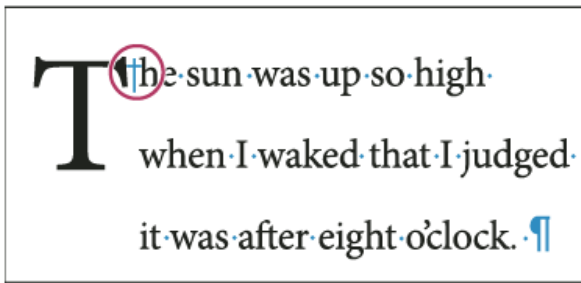 The sun was up so high
when I waked that I judged
it was after eight o’clock. ¶